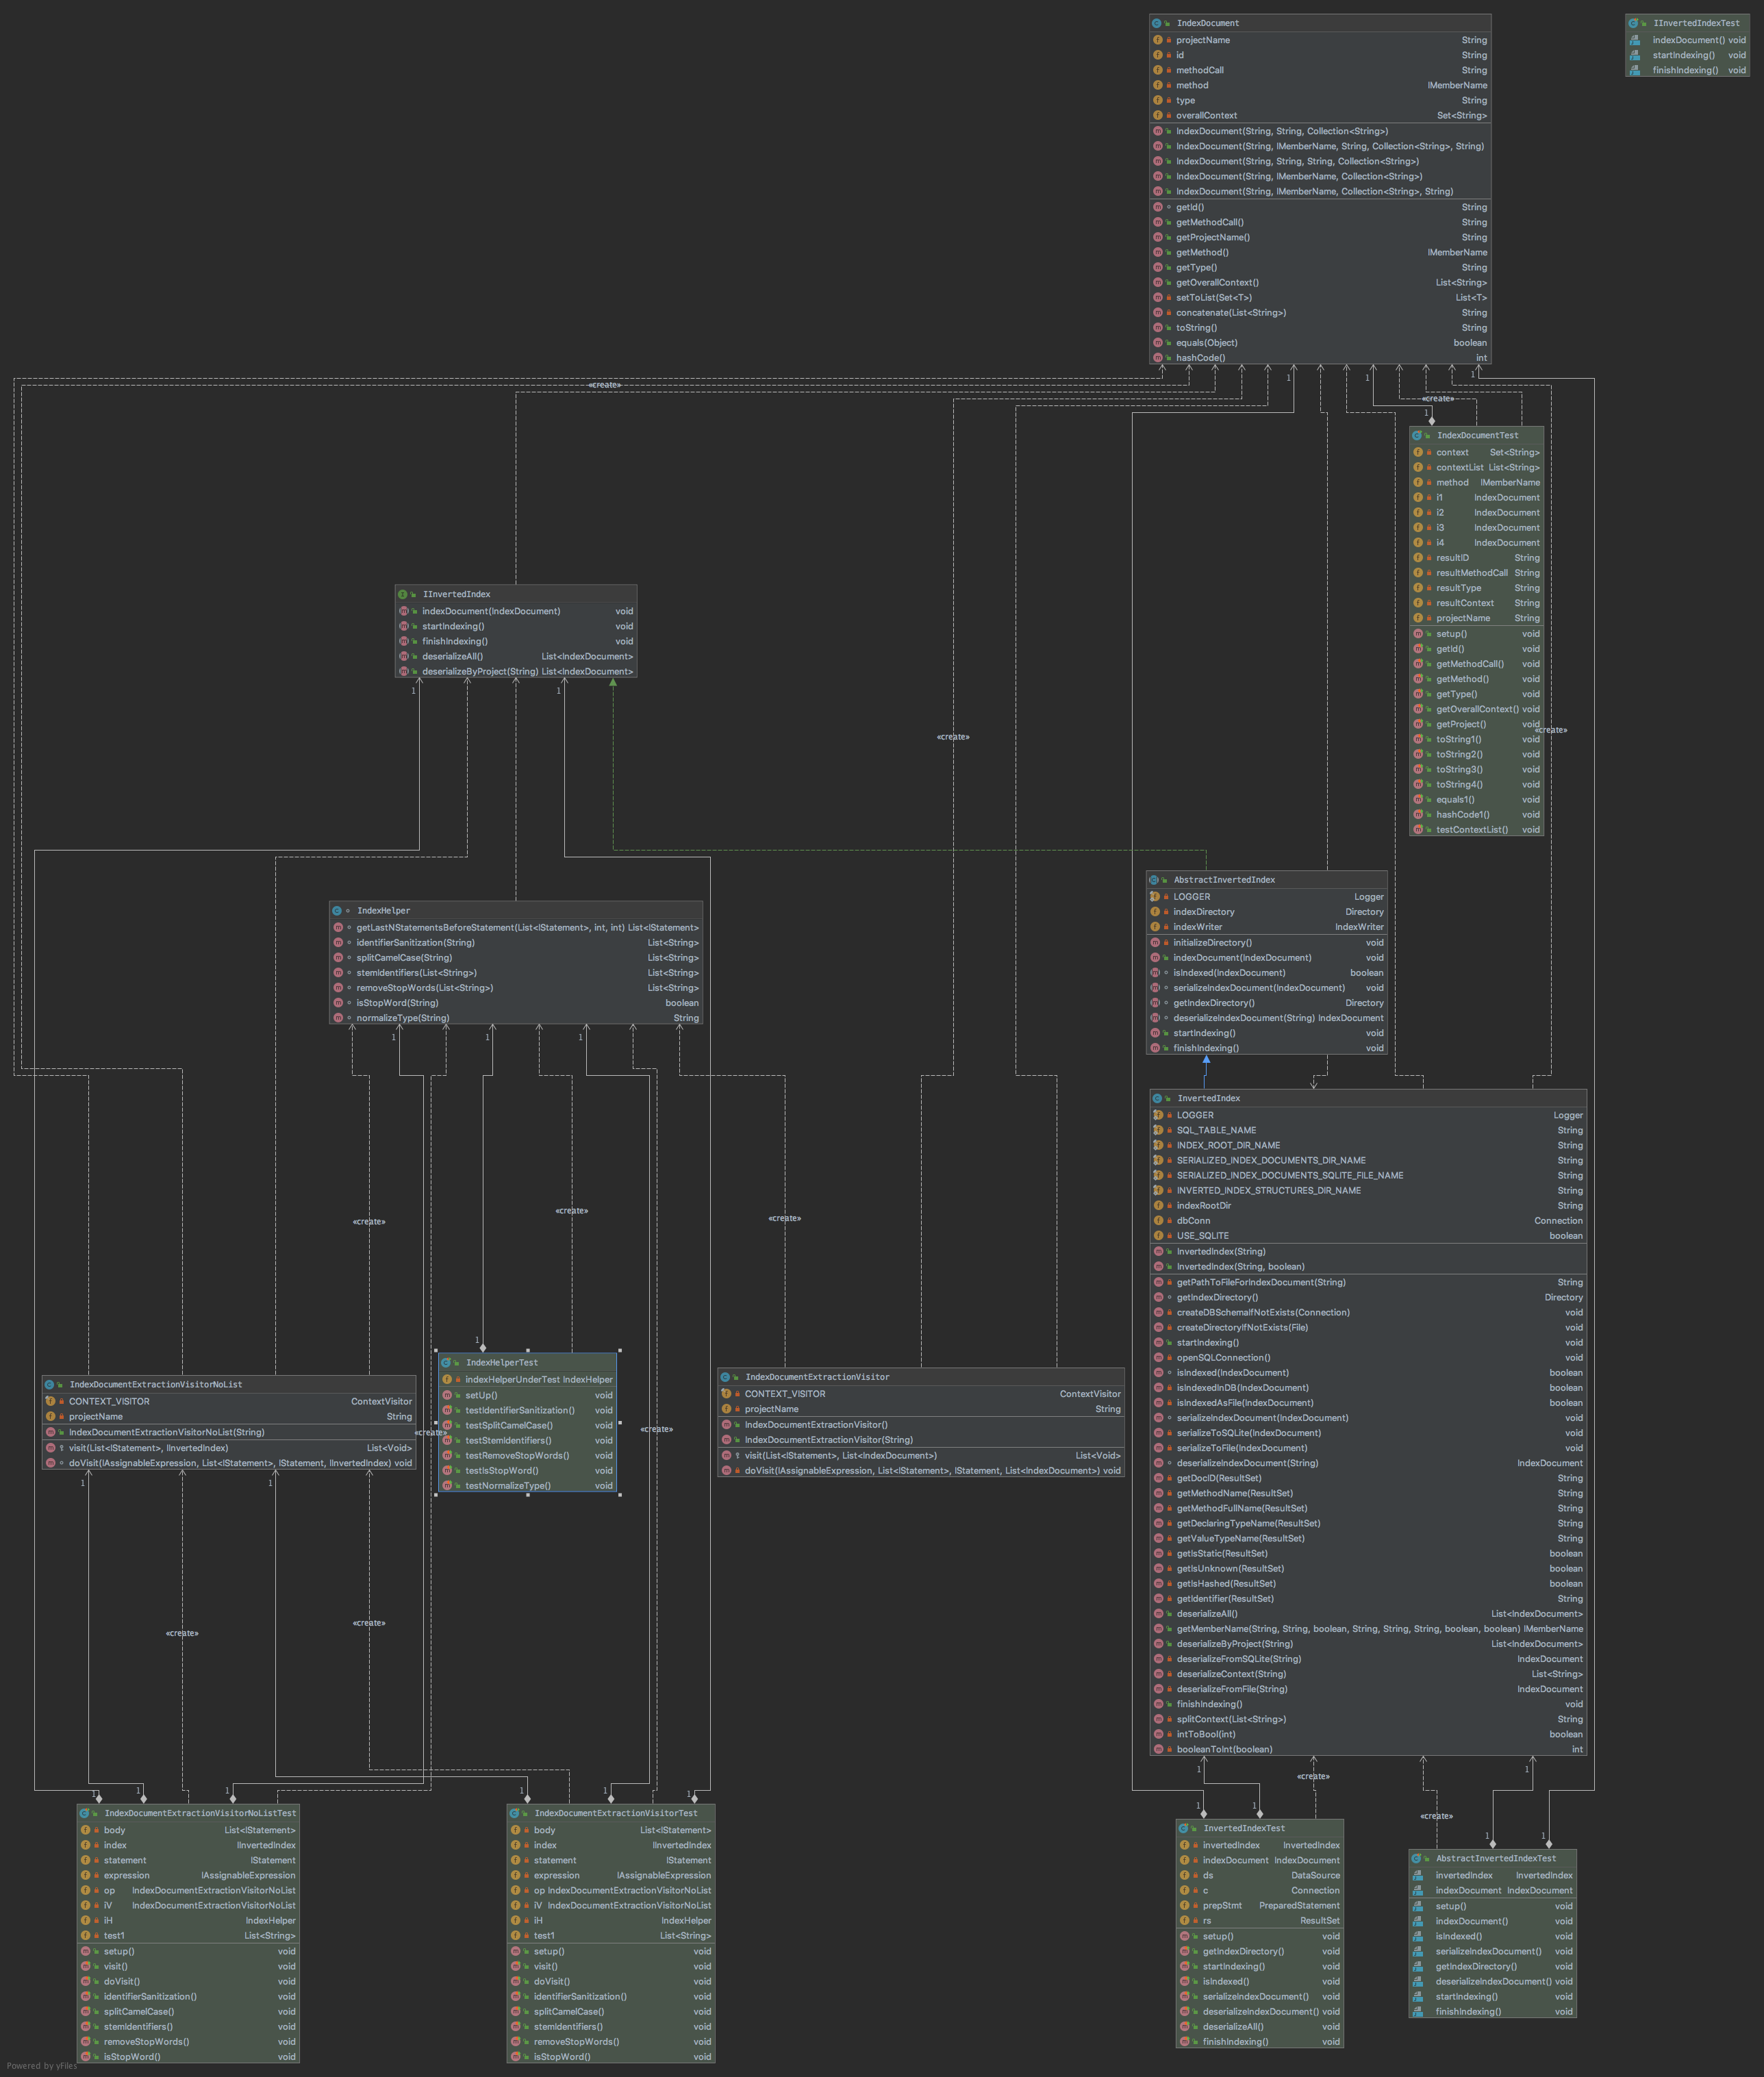 IndexDocument
projectName String
id String
methodCall String
method IMemberName
type String
overallContext Set<String>
IndexDocument(String, String, Collection<String>)
IndexDocument(String, IMemberName, String, Collection<String>, String)
IndexDocument(String, String, String, Collection<String>)
IndexDocument(String, IMemberName, Collection<String>)
IndexDocument(String, IMemberName, Collection<String>, String)
getId() String
getMethodCall() String
getProjectName() String
getMethod() IMemberName
getType() String
getOverallContext() List<String>
setToList(Set<T>) List<T>
concatenate(List<String>) String
toString() String
equals(Object) boolean
hashCode() int
IInvertedIndexTest
indexDocument() void
startIndexing() void
finishIndexing() void
1
1
1
«create»
«create»
1
IndexDocumentTest
context Set<String>
contextList List<String>
method IMemberName
i1 IndexDocument
i2 IndexDocument
i3 IndexDocument
i4 IndexDocument
resultID String
resultMethodCall String
resultType String
resultContext String
projectName String
setup() void
getId() void
getMethodCall() void
getMethod() void
getType() void
getOverallContext() void
getProject() void
toString1() void
toString2() void
toString3() void
toString4() void
equals1() void
hashCode1() void
testContextList() void
«create»
«create»
IInvertedIndex
indexDocument(IndexDocument) void
startIndexing() void
finishIndexing() void
deserializeAll() List<IndexDocument>
deserializeByProject(String) List<IndexDocument>
1
1
IndexHelper
getLastNStatementsBeforeStatement(List<IStatement>, int, int) List<IStatement>
identifierSanitization(String) List<String>
splitCamelCase(String) List<String>
stemIdentifiers(List<String>) List<String>
removeStopWords(List<String>) List<String>
isStopWord(String) boolean
normalizeType(String) String
1
1
1
AbstractInvertedIndex
LOGGER Logger
indexDirectory Directory
indexWriter IndexWriter
initializeDirectory() void
indexDocument(IndexDocument) void
isIndexed(IndexDocument) boolean
serializeIndexDocument(IndexDocument) void
getIndexDirectory() Directory
deserializeIndexDocument(String) IndexDocument
startIndexing() void
finishIndexing() void
InvertedIndex
LOGGER Logger
SQL_TABLE_NAME String
INDEX_ROOT_DIR_NAME String
SERIALIZED_INDEX_DOCUMENTS_DIR_NAME String
SERIALIZED_INDEX_DOCUMENTS_SQLITE_FILE_NAME String
INVERTED_INDEX_STRUCTURES_DIR_NAME String
indexRootDir String
dbConn Connection
USE_SQLITE boolean
InvertedIndex(String)
InvertedIndex(String, boolean)
getPathToFileForIndexDocument(String) String
getIndexDirectory() Directory
createDBSchemaIfNotExists(Connection) void
createDirectoryIfNotExists(File) void
startIndexing() void
openSQLConnection() void
isIndexed(IndexDocument) boolean
isIndexedInDB(IndexDocument) boolean
isIndexedAsFile(IndexDocument) boolean
serializeIndexDocument(IndexDocument) void
serializeToSQLite(IndexDocument) void
serializeToFile(IndexDocument) void
deserializeIndexDocument(String) IndexDocument
getDocID(ResultSet) String
getMethodName(ResultSet) String
getMethodFullName(ResultSet) String
getDeclaringTypeName(ResultSet) String
getValueTypeName(ResultSet) String
getIsStatic(ResultSet) boolean
getIsUnknown(ResultSet) boolean
getIsHashed(ResultSet) boolean
getIdentifier(ResultSet) String
deserializeAll() List<IndexDocument>
getMemberName(String, String, boolean, String, String, String, boolean, boolean) IMemberName
deserializeByProject(String) List<IndexDocument>
deserializeFromSQLite(String) IndexDocument
deserializeContext(String) List<String>
deserializeFromFile(String) IndexDocument
finishIndexing() void
splitContext(List<String>) String
intToBool(int) boolean
booleanToInt(boolean) int
«create»
«create»
«create»
1
IndexHelperTest
indexHelperUnderTest IndexHelper
setUp() void
testIdentifierSanitization() void
testSplitCamelCase() void
testStemIdentifiers() void
testRemoveStopWords() void
testIsStopWord() void
testNormalizeType() void
IndexDocumentExtractionVisitorNoList
CONTEXT_VISITOR ContextVisitor
projectName String
IndexDocumentExtractionVisitorNoList(String)
visit(List<IStatement>, IInvertedIndex) List<Void>
doVisit(IAssignableExpression, List<IStatement>, IStatement, IInvertedIndex) void
IndexDocumentExtractionVisitor
CONTEXT_VISITOR ContextVisitor
projectName String
IndexDocumentExtractionVisitor()
IndexDocumentExtractionVisitor(String)
visit(List<IStatement>, List<IndexDocument>) List<Void>
doVisit(IAssignableExpression, List<IStatement>, IStatement, List<IndexDocument>) void
«create»
«create»
1
1
«create»
«create»
1
1
«create»
«create»
1
1
1
1
1
1
1
1
1
1
IndexDocumentExtractionVisitorNoListTest
body List<IStatement>
index IInvertedIndex
statement IStatement
expression IAssignableExpression
op IndexDocumentExtractionVisitorNoList
iV IndexDocumentExtractionVisitorNoList
iH IndexHelper
test1 List<String>
setup() void
visit() void
doVisit() void
identifierSanitization() void
splitCamelCase() void
stemIdentifiers() void
removeStopWords() void
isStopWord() void
IndexDocumentExtractionVisitorTest
body List<IStatement>
index IInvertedIndex
statement IStatement
expression IAssignableExpression
op IndexDocumentExtractionVisitorNoList
iV IndexDocumentExtractionVisitorNoList
iH IndexHelper
test1 List<String>
setup() void
visit() void
doVisit() void
identifierSanitization() void
splitCamelCase() void
stemIdentifiers() void
removeStopWords() void
isStopWord() void
InvertedIndexTest
invertedIndex InvertedIndex
indexDocument IndexDocument
ds DataSource
c Connection
prepStmt PreparedStatement
rs ResultSet
setup() void
getIndexDirectory() void
startIndexing() void
isIndexed() void
serializeIndexDocument() void
deserializeIndexDocument() void
deserializeAll() void
finishIndexing() void
AbstractInvertedIndexTest
invertedIndex InvertedIndex
indexDocument IndexDocument
setup() void
indexDocument() void
isIndexed() void
serializeIndexDocument() void
getIndexDirectory() void
deserializeIndexDocument() void
startIndexing() void
finishIndexing() void
Powered by yFiles